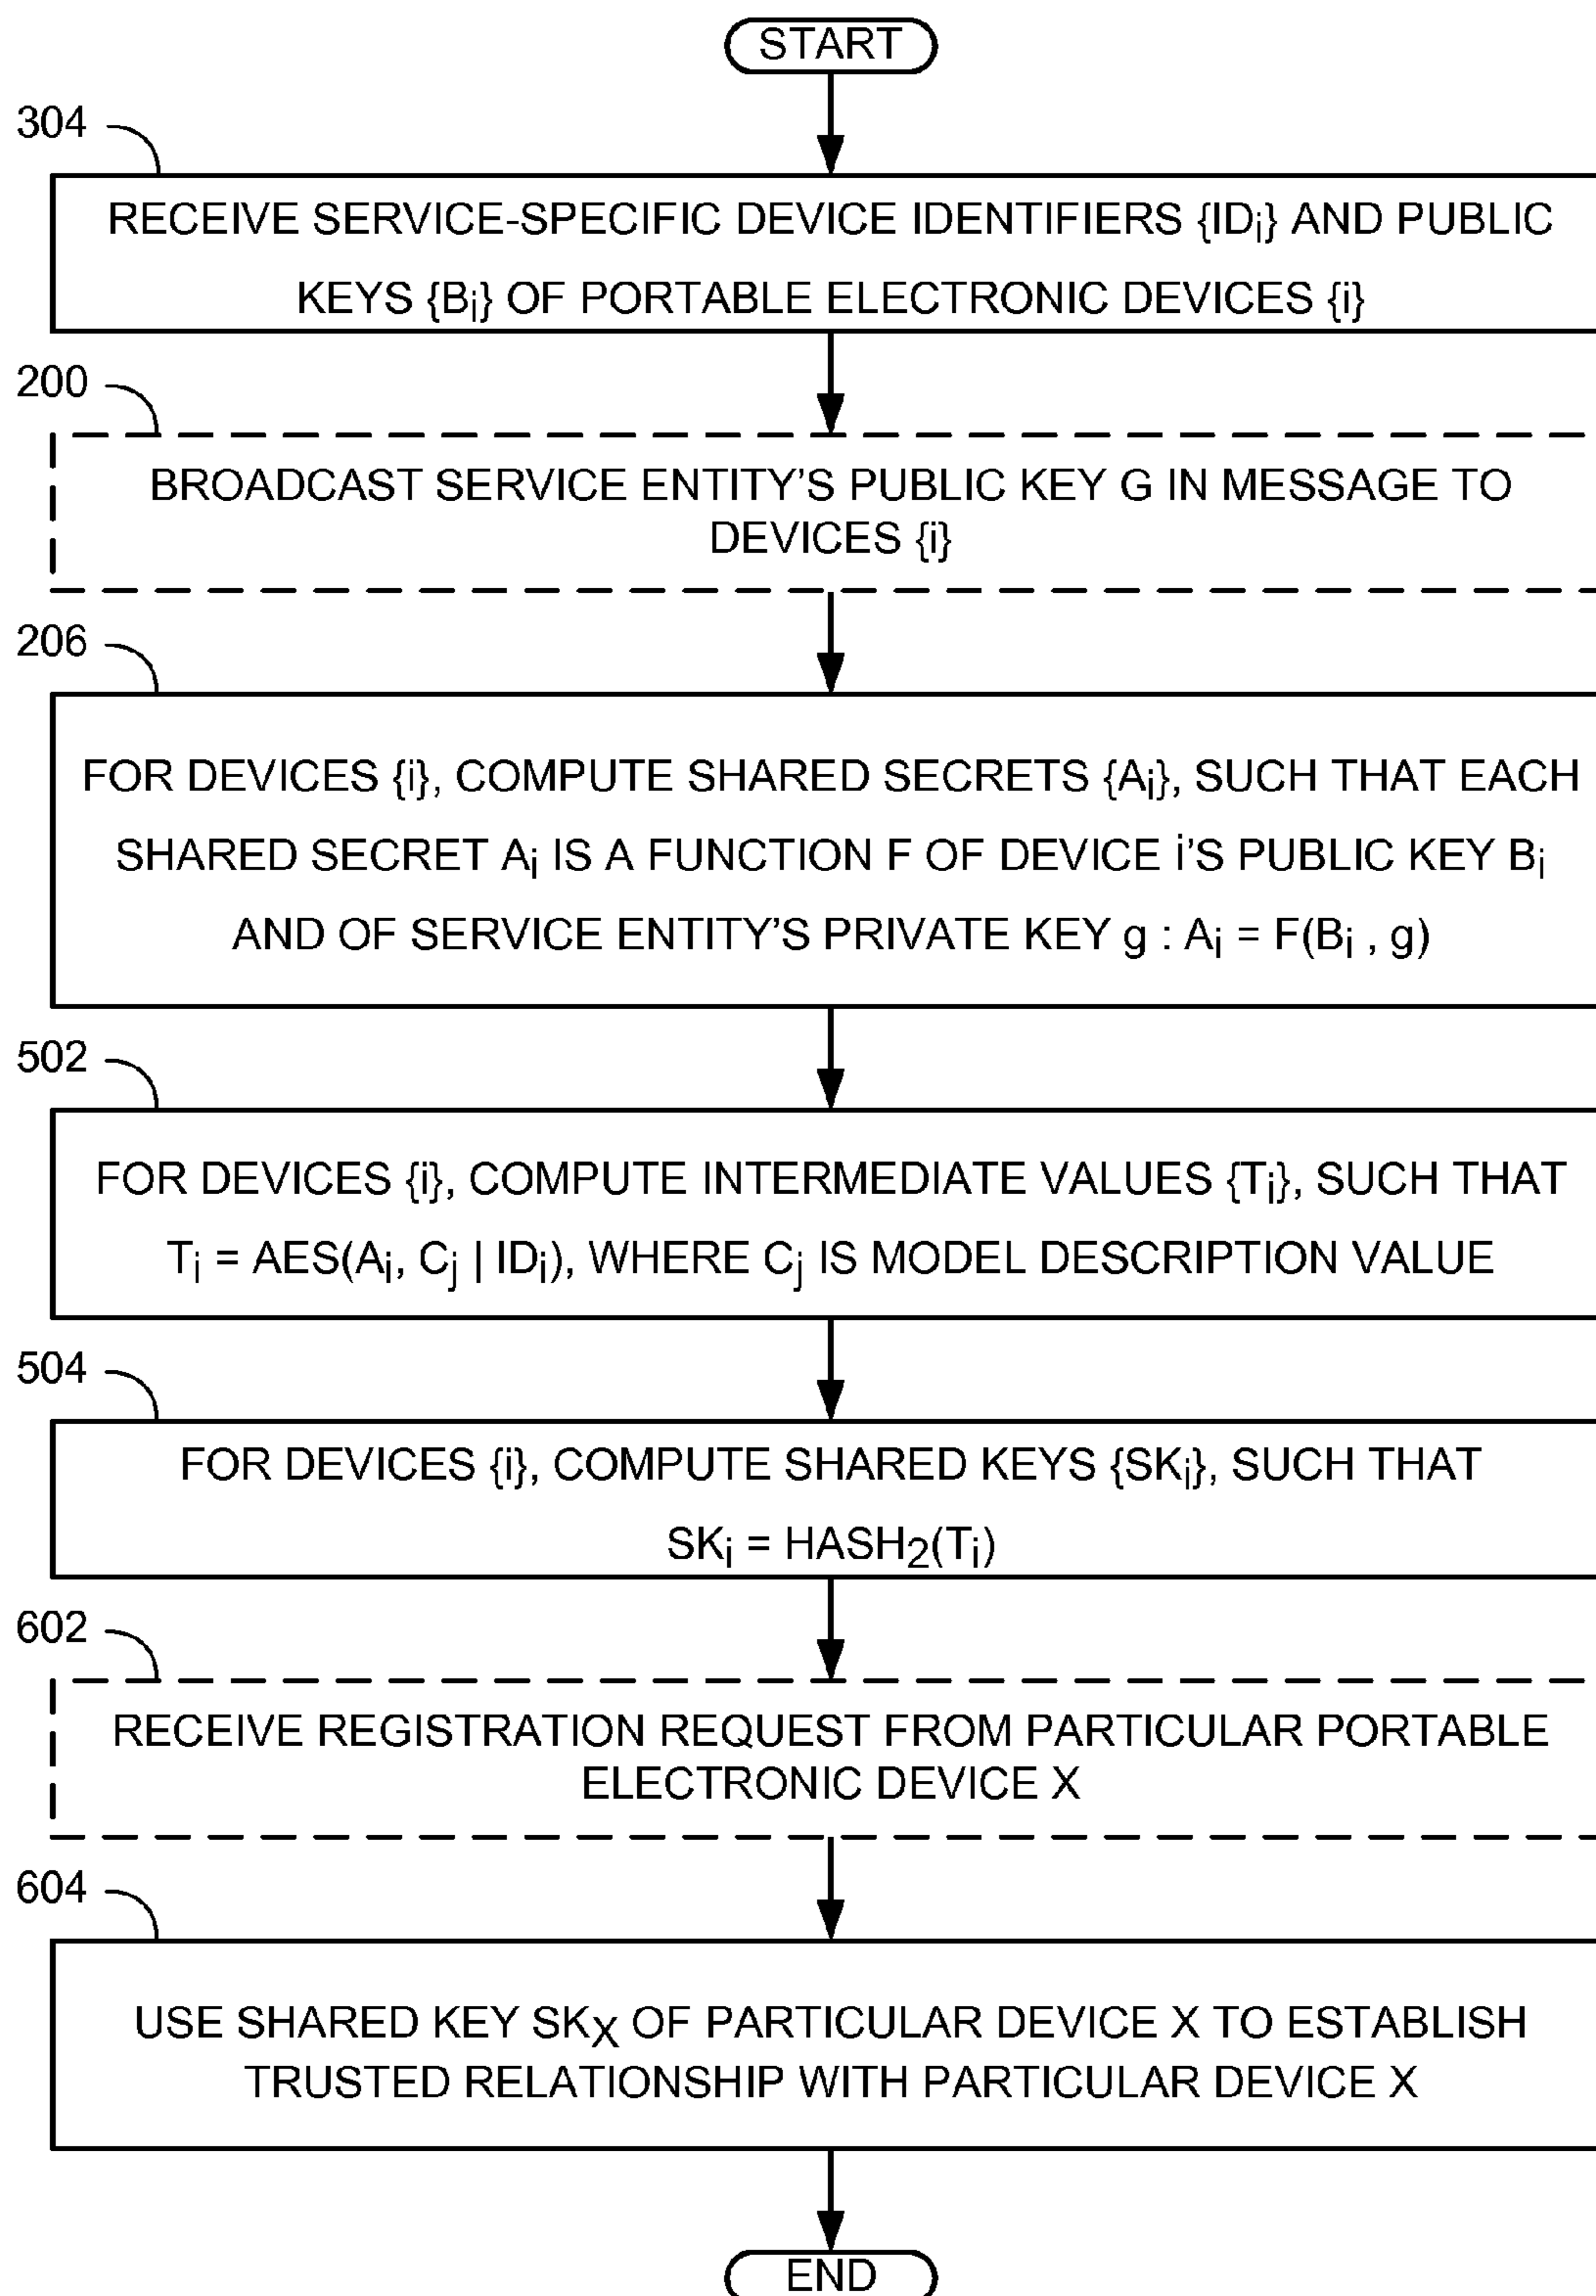 START
304
RECEIVE SERVICE-SPECIFIC DEVICE IDENTIFIERS {IDi} AND PUBLIC
KEYS {Bi} OF PORTABLE ELECTRONIC DEVICES {i}
200
BROADCAST SERVICE ENTITY'S PUBLIC KEY G IN MESSAGE TO
DEVICES {i}
206
FOR DEVICES {i}, COMPUTE SHARED SECRETS {Ai}, SUCH THAT EACH
SHARED SECRET Ai IS A FUNCTION F OF DEVICE i'S PUBLIC KEY Bi
AND OF SERVICE ENTITY'S PRIVATE KEY g : Ai = F(Bi , g)
502
FOR DEVICES {i}, COMPUTE INTERMEDIATE VALUES {Ti}, SUCH THAT
Ti = AES(Ai, Cj | IDi), WHERE Cj IS MODEL DESCRIPTION VALUE
504
FOR DEVICES {i}, COMPUTE SHARED KEYS {SKi}, SUCH THAT
SKi = HASH2(Ti)
602
RECEIVE REGISTRATION REQUEST FROM PARTICULAR PORTABLE
ELECTRONIC DEVICE X
604
USE SHARED KEY SKX OF PARTICULAR DEVICE X TO ESTABLISH
TRUSTED RELATIONSHIP WITH PARTICULAR DEVICE X
END